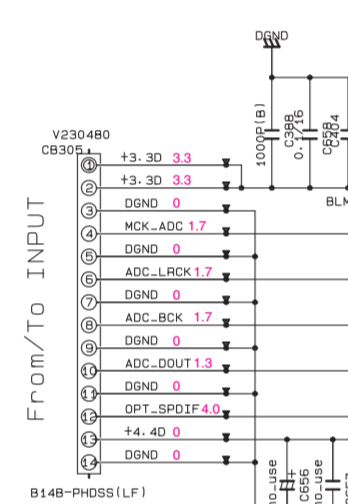 DGND
1000P(B)
C388
0.1/16
C658
C404
V230480
CB305
BLM
From/To INPUT
1 +3.3D 3.3
2 +3.3D 3.3
3 DGND 0
4 MCK_ADC 1.7
5 DGND 0
6 ADC_LRCK 1.7
7 DGND 0
8 ADC_BCK 1.7
9 DGND 0
10 ADC_DOUT 1.3
11 DGND 0
12 OPT_SPDIF 4.0
13 +4.4D 0
14 DGND 0
B14B-PHDSS(LF)
no_use
C656
no_use